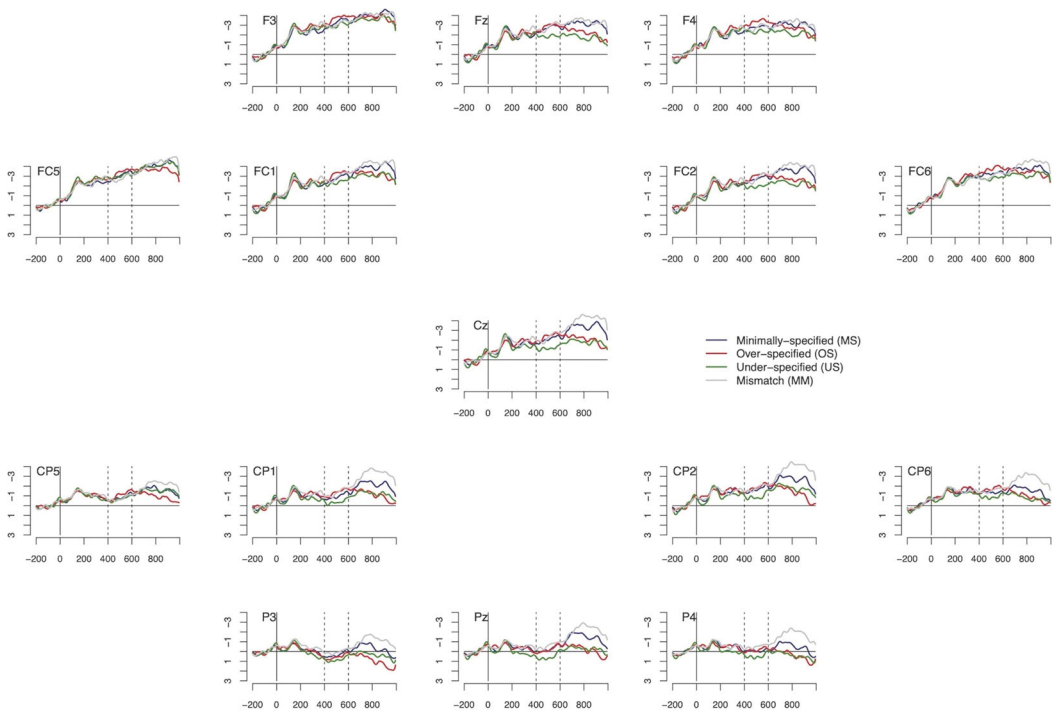 F3 Fz F4
-3 -1 1 3 -3 -1 1 3 -3 -1 1 3
−200 0 200 400 600 800 −200 0 200 400 600 800 −200 0 200 400 600 800
FC5 FC1 FC2 FC6
-3 -1 1 3 -3 -1 1 3 -3 -1 1 3 -3 -1 1 3
−200 0 200 400 600 800 −200 0 200 400 600 800 −200 0 200 400 600 800 −200 0 200 400 600 800
Cz
-3 -1 1 3
−200 0 200 400 600 800
Minimally−specified (MS)
Over−specified (OS)
Under−specified (US)
Mismatch (MM)
CP5 CP1 CP2 CP6
-3 -1 1 3 -3 -1 1 3 -3 -1 1 3 -3 -1 1 3
−200 0 200 400 600 800 −200 0 200 400 600 800 −200 0 200 400 600 800 −200 0 200 400 600 800
P3 Pz P4
-3 -1 1 3 -3 -1 1 3 -3 -1 1 3
−200 0 200 400 600 800 −200 0 200 400 600 800 −200 0 200 400 600 800